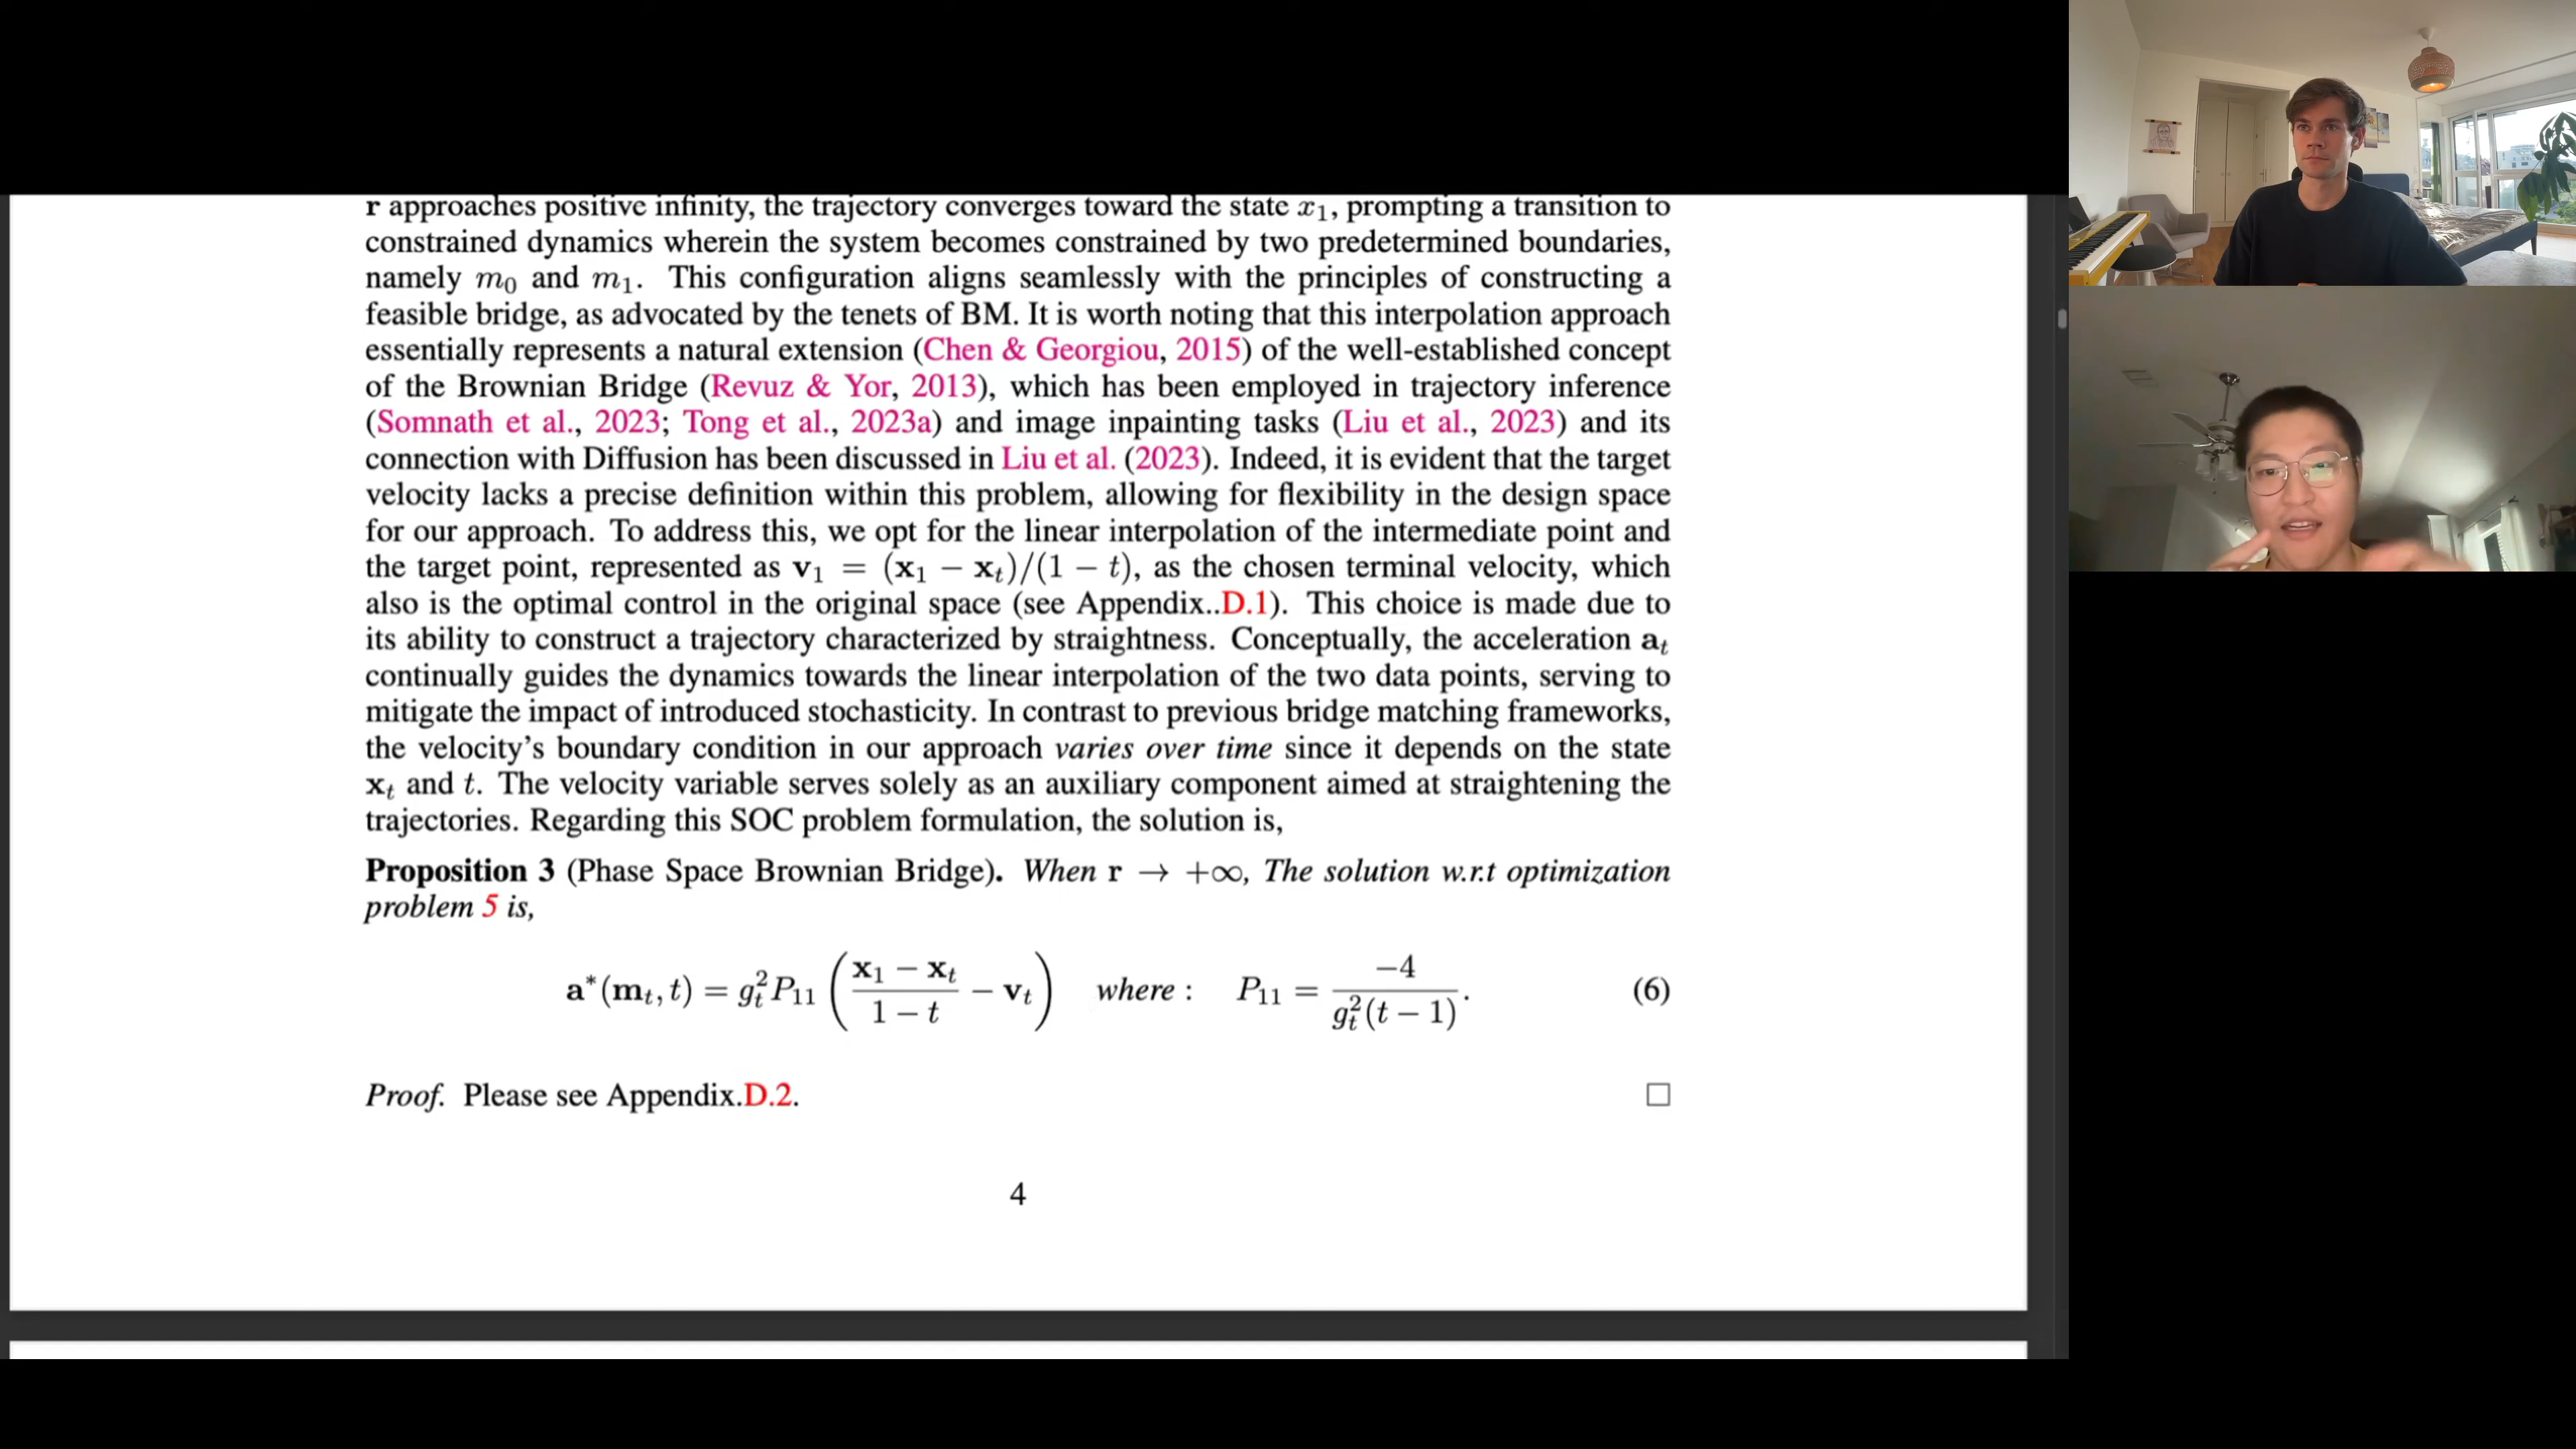 r approaches positive infinity, the trajectory converges toward the state x₁, prompting a transition to
constrained dynamics wherein the system becomes constrained by two predetermined boundaries,
namely m₀ and m₁. This configuration aligns seamlessly with the principles of constructing a
feasible bridge, as advocated by the tenets of BM. It is worth noting that this interpolation approach
essentially represents a natural extension (Chen & Georgiou, 2015) of the well-established concept
of the Brownian Bridge (Revuz & Yor, 2013), which has been employed in trajectory inference
(Somnath et al., 2023; Tong et al., 2023a) and image inpainting tasks (Liu et al., 2023) and its
connection with Diffusion has been discussed in Liu et al. (2023). Indeed, it is evident that the target
velocity lacks a precise definition within this problem, allowing for flexibility in the design space
for our approach. To address this, we opt for the linear interpolation of the intermediate point and
the target point, represented as v₁ = (x₁ − xₜ)/(1 − t), as the chosen terminal velocity, which
also is the optimal control in the original space (see Appendix..D.1). This choice is made due to
its ability to construct a trajectory characterized by straightness. Conceptually, the acceleration aₜ
continually guides the dynamics towards the linear interpolation of the two data points, serving to
mitigate the impact of introduced stochasticity. In contrast to previous bridge matching frameworks,
the velocity's boundary condition in our approach varies over time since it depends on the state
xₜ and t. The velocity variable serves solely as an auxiliary component aimed at straightening the
trajectories. Regarding this SOC problem formulation, the solution is,
Proposition 3 (Phase Space Brownian Bridge). When r → +∞, The solution w.r.t optimization
problem 5 is,
a*(mₜ, t) = gₜ² P₁₁ ((x₁ − xₜ)/(1 − t) − vₜ) where : P₁₁ = −4/(gₜ²(t − 1)). (6)
Proof. Please see Appendix.D.2. □
4